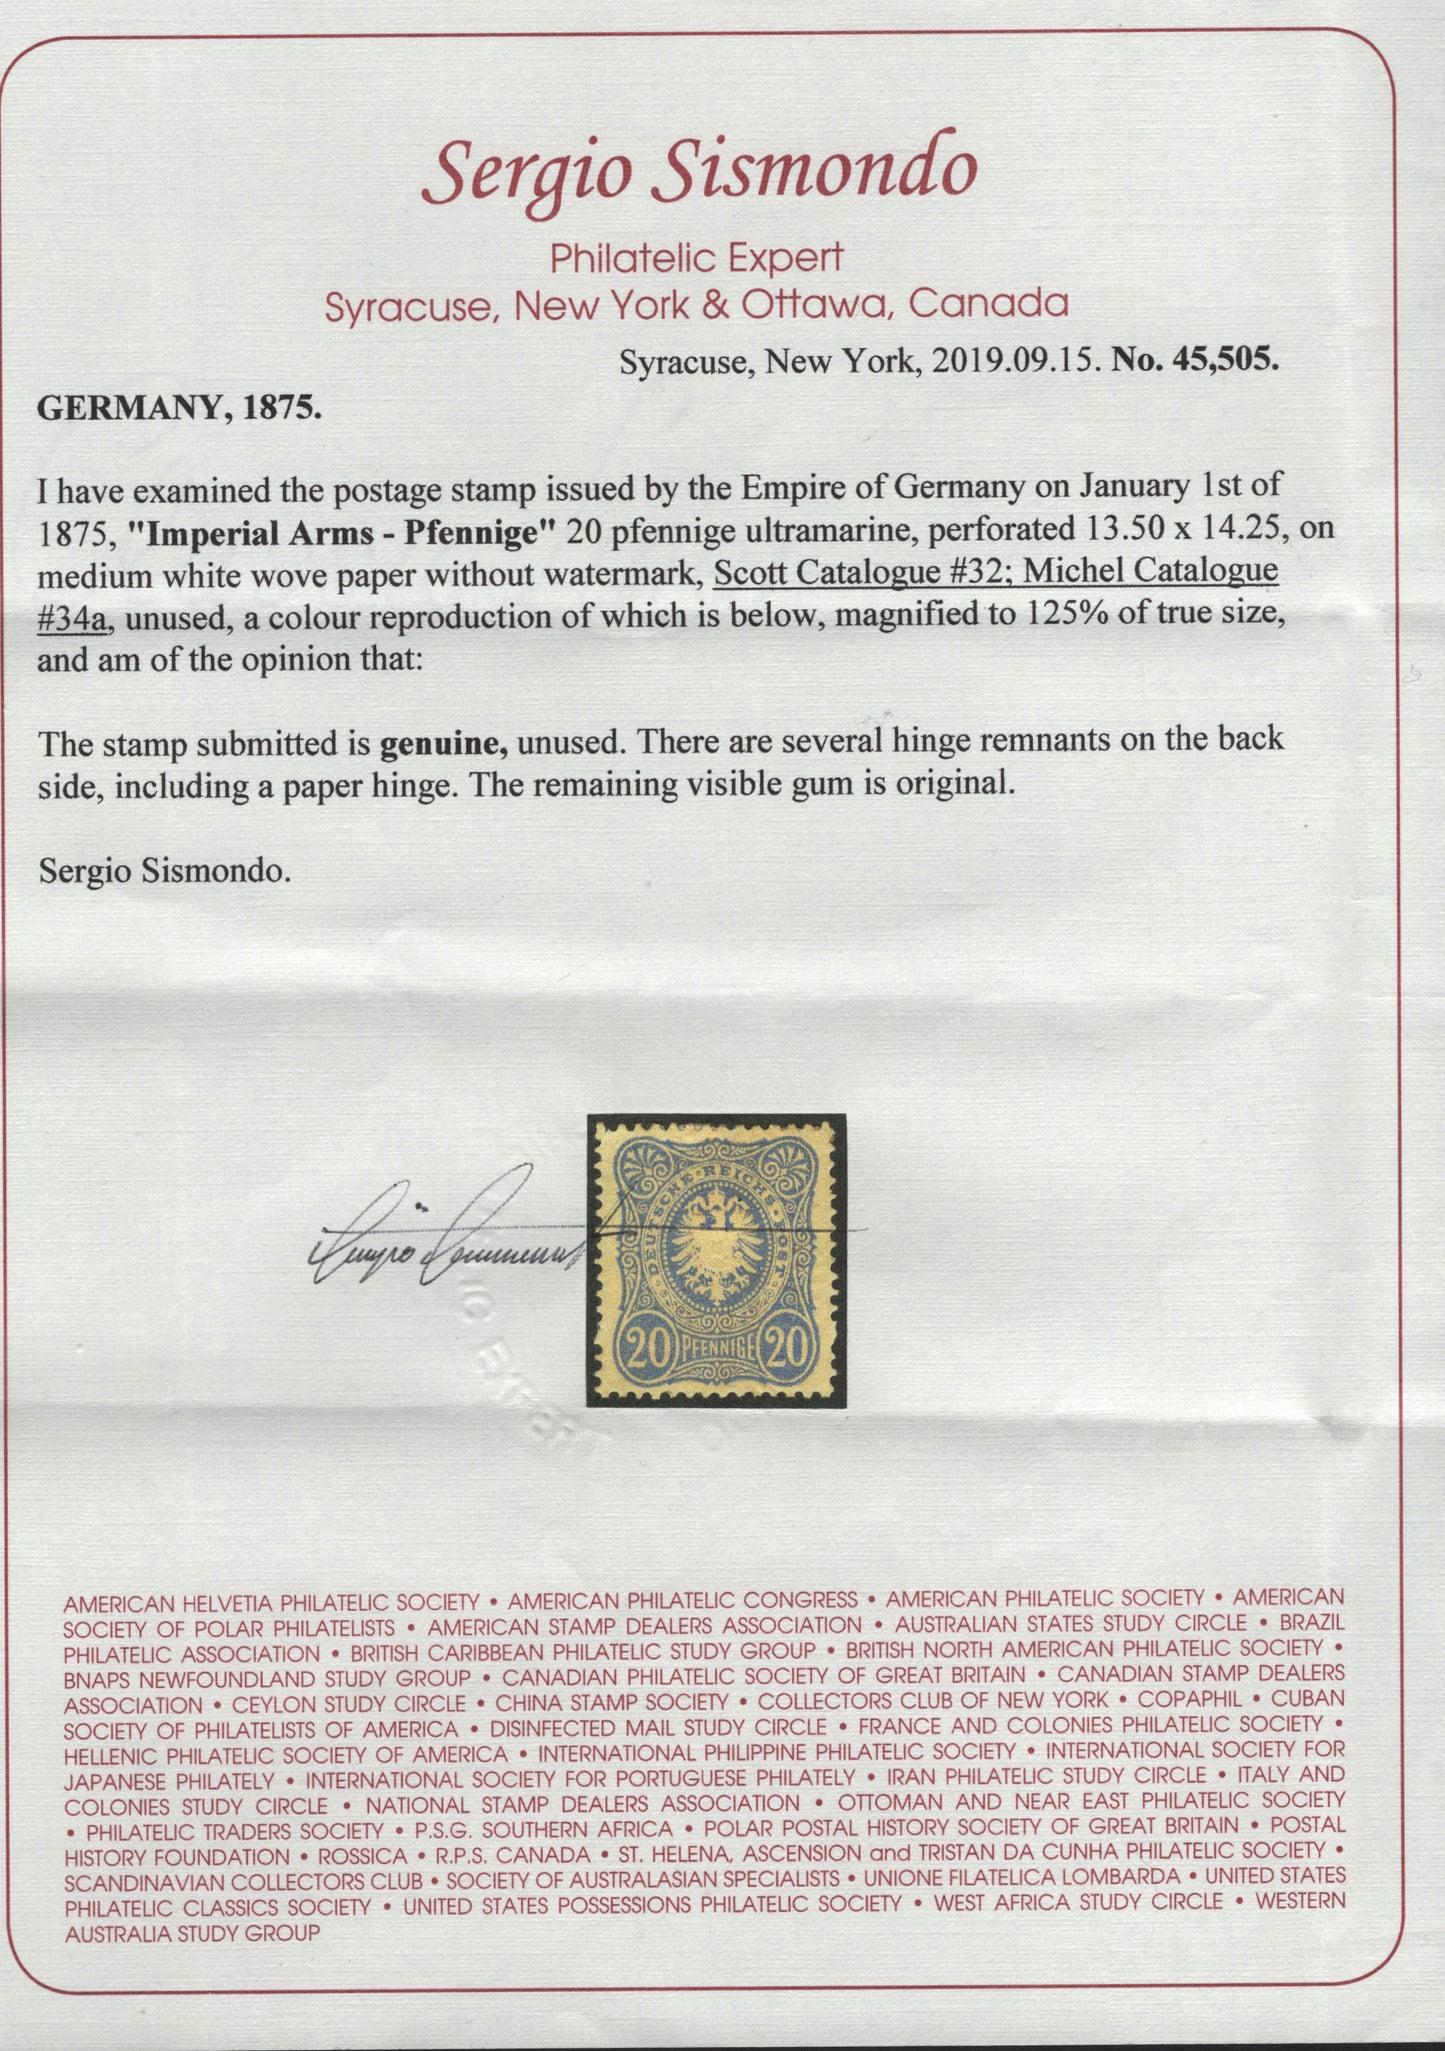 Sergio Sismondo
Philatelic Expert
Syracuse, New York & Ottawa, Canada
Syracuse, New York, 2019.09.15. No. 45,505.
GERMANY, 1875.
I have examined the postage stamp issued by the Empire of Germany on January 1st of
1875, "Imperial Arms - Pfennige" 20 pfennige ultramarine, perforated 13.50 x 14.25, on
medium white wove paper without watermark, Scott Catalogue #32; Michel Catalogue
#34a, unused, a colour reproduction of which is below, magnified to 125% of true size,
and am of the opinion that:
The stamp submitted is genuine, unused. There are several hinge remnants on the back
side, including a paper hinge. The remaining visible gum is original.
Sergio Sismondo.
DEUTSCHE REICHS-POST
20 PFENNIGE 20
IC EXPERT
AMERICAN HELVETIA PHILATELIC SOCIETY • AMERICAN PHILATELIC CONGRESS • AMERICAN PHILATELIC SOCIETY • AMERICAN
SOCIETY OF POLAR PHILATELISTS • AMERICAN STAMP DEALERS ASSOCIATION • AUSTRALIAN STATES STUDY CIRCLE • BRAZIL
PHILATELIC ASSOCIATION • BRITISH CARIBBEAN PHILATELIC STUDY GROUP • BRITISH NORTH AMERICAN PHILATELIC SOCIETY •
BNAPS NEWFOUNDLAND STUDY GROUP • CANADIAN PHILATELIC SOCIETY OF GREAT BRITAIN • CANADIAN STAMP DEALERS
ASSOCIATION • CEYLON STUDY CIRCLE • CHINA STAMP SOCIETY • COLLECTORS CLUB OF NEW YORK • COPAPHIL • CUBAN
SOCIETY OF PHILATELISTS OF AMERICA • DISINFECTED MAIL STUDY CIRCLE • FRANCE AND COLONIES PHILATELIC SOCIETY •
HELLENIC PHILATELIC SOCIETY OF AMERICA • INTERNATIONAL PHILIPPINE PHILATELIC SOCIETY • INTERNATIONAL SOCIETY FOR
JAPANESE PHILATELY • INTERNATIONAL SOCIETY FOR PORTUGUESE PHILATELY • IRAN PHILATELIC STUDY CIRCLE • ITALY AND
COLONIES STUDY CIRCLE • NATIONAL STAMP DEALERS ASSOCIATION • OTTOMAN AND NEAR EAST PHILATELIC SOCIETY
• PHILATELIC TRADERS SOCIETY • P.S.G. SOUTHERN AFRICA • POLAR POSTAL HISTORY SOCIETY OF GREAT BRITAIN • POSTAL
HISTORY FOUNDATION • ROSSICA • R.P.S. CANADA • ST. HELENA, ASCENSION and TRISTAN DA CUNHA PHILATELIC SOCIETY •
SCANDINAVIAN COLLECTORS CLUB • SOCIETY OF AUSTRALASIAN SPECIALISTS • UNIONE FILATELICA LOMBARDA • UNITED STATES
PHILATELIC CLASSICS SOCIETY • UNITED STATES POSSESSIONS PHILATELIC SOCIETY • WEST AFRICA STUDY CIRCLE • WESTERN
AUSTRALIA STUDY GROUP